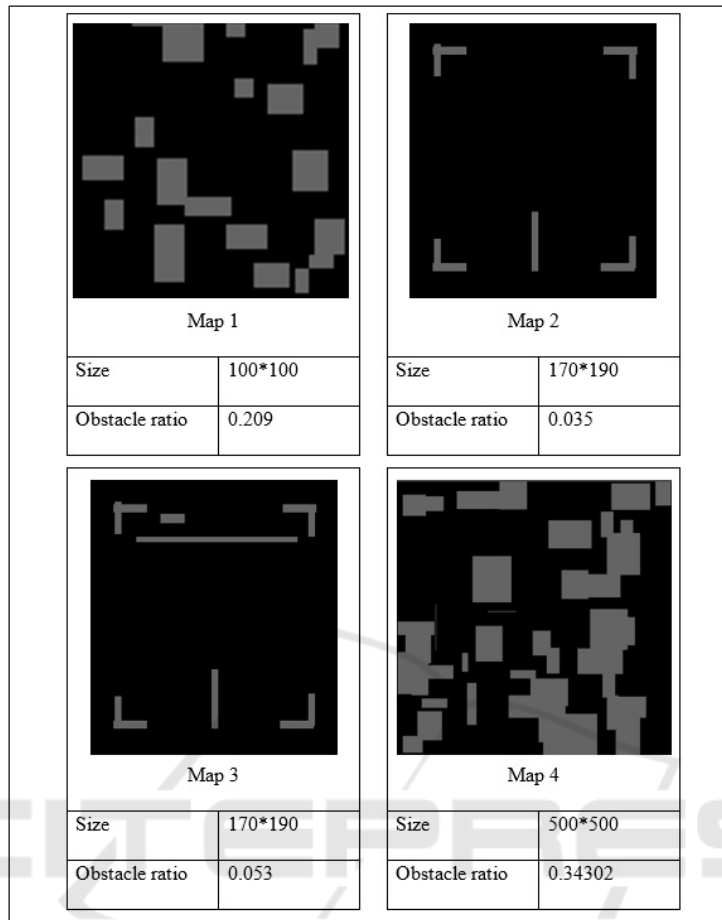 Map 1
Size 100*100
Obstacle ratio 0.209
Map 2
Size 170*190
Obstacle ratio 0.035
Map 3
Size 170*190
Obstacle ratio 0.053
Map 4
Size 500*500
Obstacle ratio 0.34302